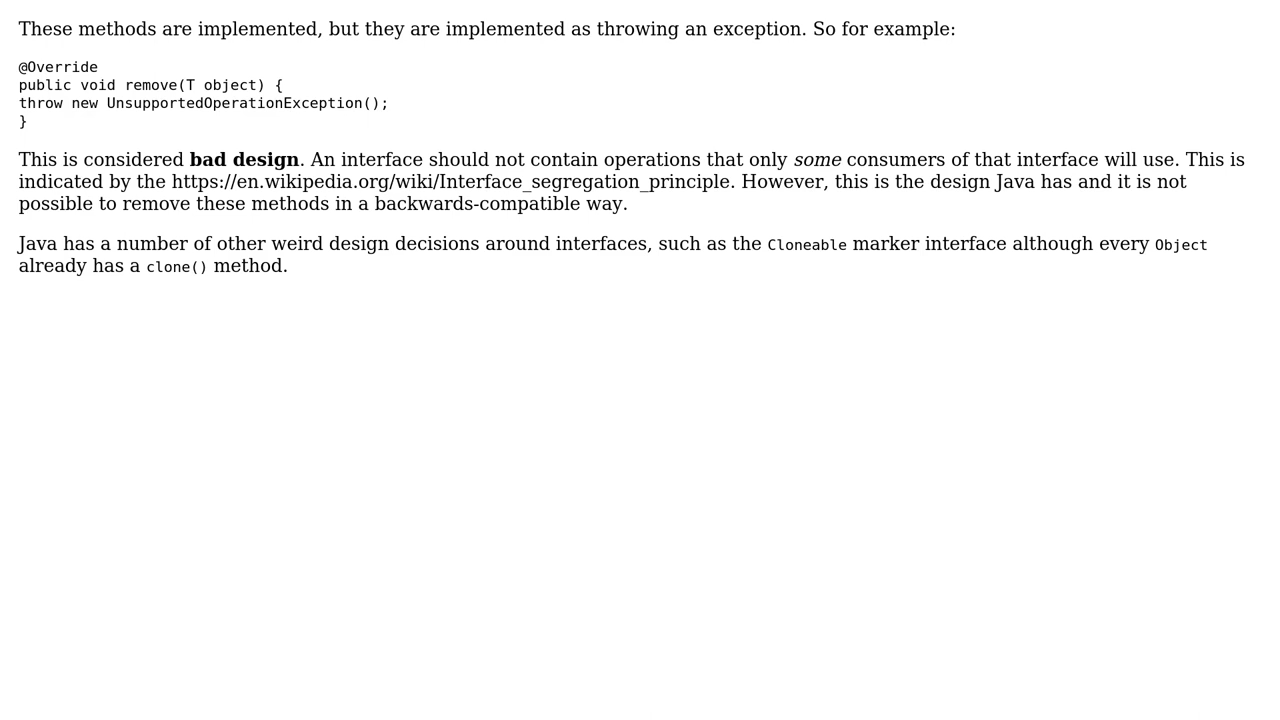 These methods are implemented, but they are implemented as throwing an exception. So for example:
@Override
public void remove(T object) {
throw new UnsupportedOperationException();
}
This is considered bad design. An interface should not contain operations that only some consumers of that interface will use. This is
indicated by the https://en.wikipedia.org/wiki/Interface_segregation_principle. However, this is the design Java has and it is not
possible to remove these methods in a backwards-compatible way.
Java has a number of other weird design decisions around interfaces, such as the Cloneable marker interface although every Object
already has a clone() method.